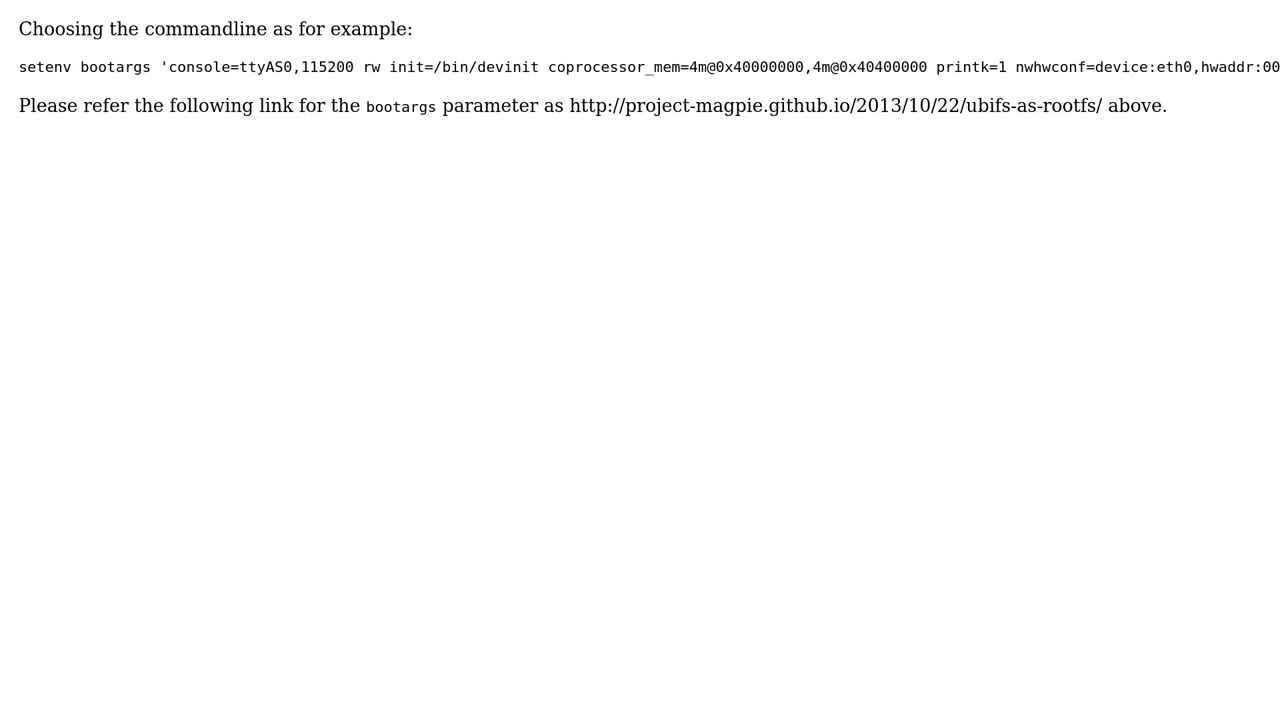 Choosing the commandline as for example:
setenv bootargs 'console=ttyAS0,115200 rw init=/bin/devinit coprocessor_mem=4m@0x40000000,4m@0x40400000 printk=1 nwhwconf=device:eth0,hwaddr:00
Please refer the following link for the bootargs parameter as http://project-magpie.github.io/2013/10/22/ubifs-as-rootfs/ above.